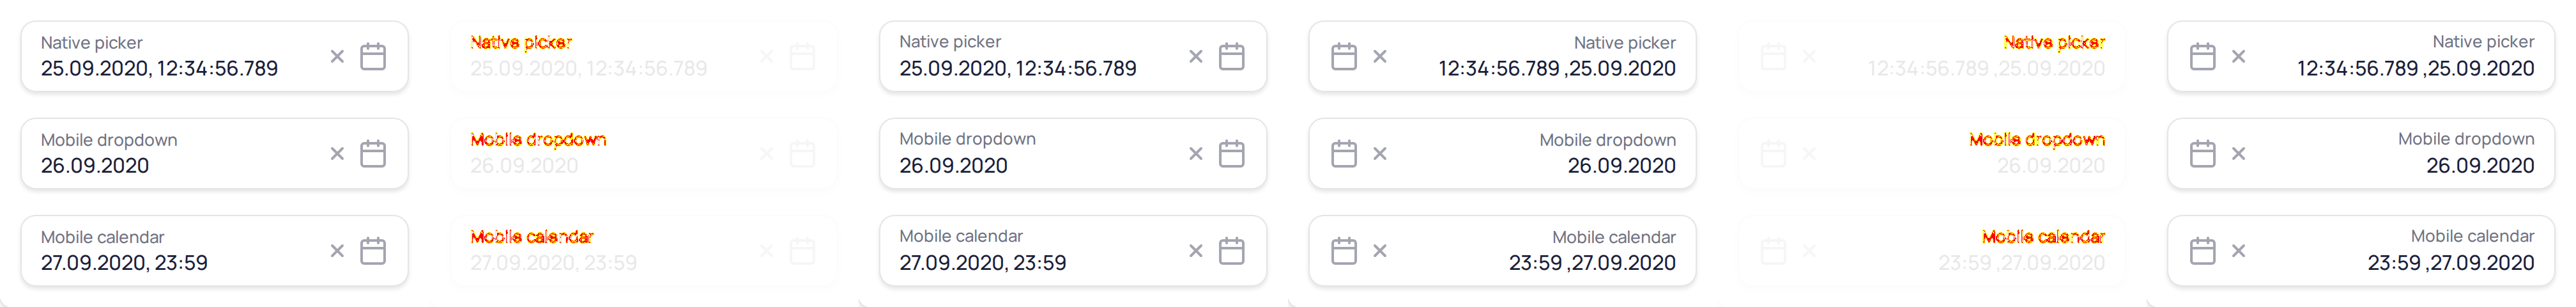 Native picker
25.09.2020, 12:34:56.789
Mobile dropdown
26.09.2020
Mobile calendar
27.09.2020, 23:59
Native picker
25.09.2020, 12:34:56.789
Mobile dropdown
26.09.2020
Mobile calendar
27.09.2020, 23:59
Native picker
25.09.2020, 12:34:56.789
Mobile dropdown
26.09.2020
Mobile calendar
27.09.2020, 23:59
Native picker
12:34:56.789 ,25.09.2020
Mobile dropdown
26.09.2020
Mobile calendar
23:59 ,27.09.2020
Native picker
12:34:56.789 ,25.09.2020
Mobile dropdown
26.09.2020
Mobile calendar
23:59 ,27.09.2020
Native picker
12:34:56.789 ,25.09.2020
Mobile dropdown
26.09.2020
Mobile calendar
23:59 ,27.09.2020